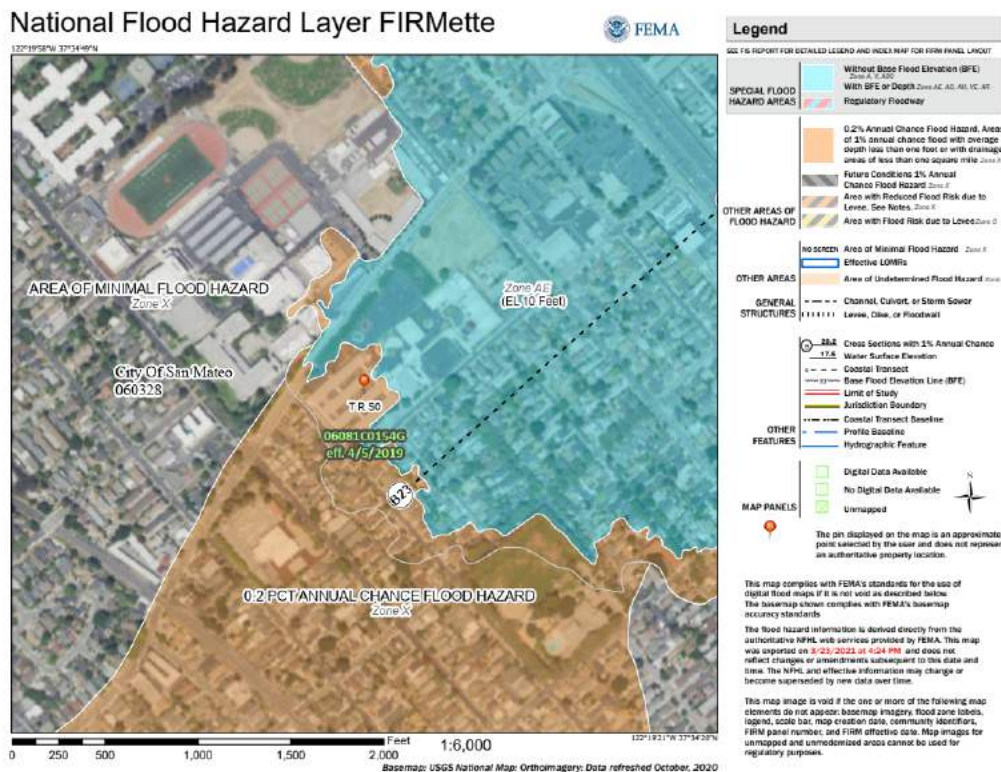 National Flood Hazard Layer FIRMette
FEMA
122°19'58"W 37°34'49"N
AREA OF MINIMAL FLOOD HAZARD
Zone X
Zone AE
(EL 10 Feet)
City Of San Mateo
060328
T.R. 50
06081C0154G
eff. 4/5/2019
B23
0.2 PCT ANNUAL CHANCE FLOOD HAZARD
Zone X
0 250 500 1,000 1,500 2,000 Feet
1:6,000
122°19'21"W 37°34'20"N
Basemap: USGS National Map: Orthoimagery: Data refreshed October, 2020
Legend
SEE FIS REPORT FOR DETAILED LEGEND AND INDEX MAP FOR FIRM PANEL LAYOUT
SPECIAL FLOOD
HAZARD AREAS
Without Base Flood Elevation (BFE)
Zone A, V, A99
With BFE or Depth Zone AE, AO, AH, VE, AR
Regulatory Floodway
0.2% Annual Chance Flood Hazard, Areas
of 1% annual chance flood with average
depth less than one foot or with drainage
areas of less than one square mile Zone X
Future Conditions 1% Annual
Chance Flood Hazard Zone X
Area with Reduced Flood Risk due to
Levee. See Notes. Zone X
Area with Flood Risk due to Levee Zone D
OTHER AREAS OF
FLOOD HAZARD
NO SCREEN Area of Minimal Flood Hazard Zone X
Effective LOMRs
OTHER AREAS
Area of Undetermined Flood Hazard Zone
GENERAL
STRUCTURES
Channel, Culvert, or Storm Sewer
Levee, Dike, or Floodwall
20.2 Cross Sections with 1% Annual Chance
17.5 Water Surface Elevation
Coastal Transect
Base Flood Elevation Line (BFE)
Limit of Study
Jurisdiction Boundary
Coastal Transect Baseline
OTHER
FEATURES
Profile Baseline
Hydrographic Feature
Digital Data Available
No Digital Data Available
Unmapped
MAP PANELS
N
The pin displayed on the map is an approximate
point selected by the user and does not represent
an authoritative property location.
This map complies with FEMA's standards for the use of
digital flood maps if it is not void as described below.
The basemap shown complies with FEMA's basemap
accuracy standards
The flood hazard information is derived directly from the
authoritative NFHL web services provided by FEMA. This map
was exported on 3/23/2021 at 4:24 PM and does not
reflect changes or amendments subsequent to this date and
time. The NFHL and effective information may change or
become superseded by new data over time.
This map image is void if the one or more of the following map
elements do not appear: basemap imagery, flood zone labels,
legend, scale bar, map creation date, community identifiers,
FIRM panel number, and FIRM effective date. Map images for
unmapped and unmodernized areas cannot be used for
regulatory purposes.